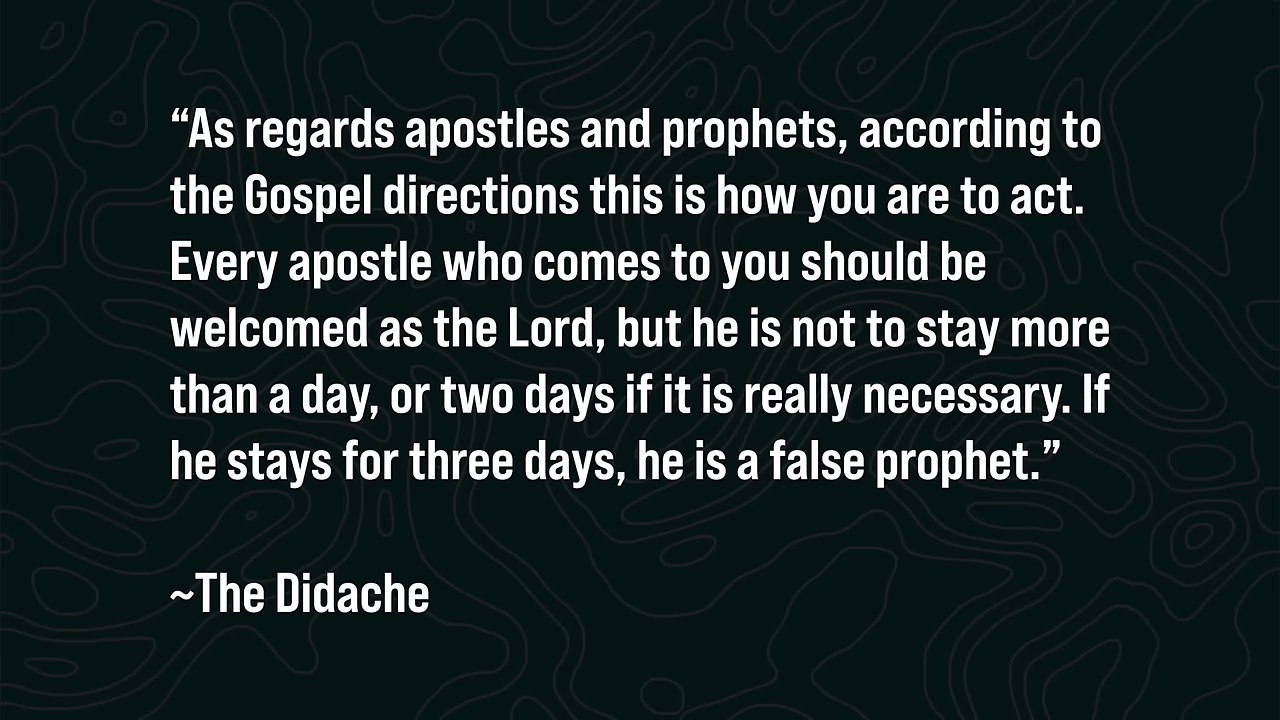 “As regards apostles and prophets, according to
the Gospel directions this is how you are to act.
Every apostle who comes to you should be
welcomed as the Lord, but he is not to stay more
than a day, or two days if it is really necessary. If
he stays for three days, he is a false prophet.”
~The Didache